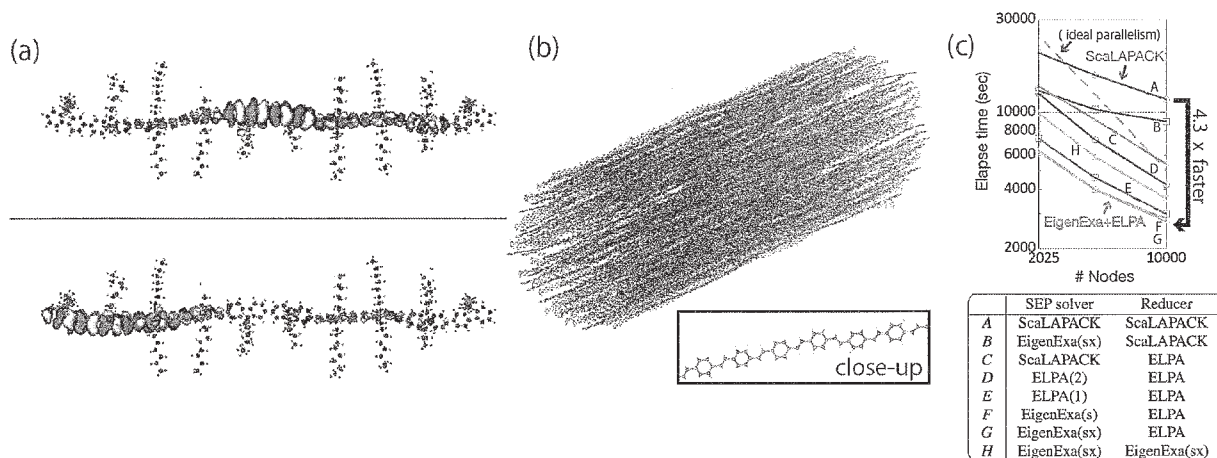 (a)
(b)
close-up
(c)
30000
10000
8000
6000
4000
2000
Elapse time (sec)
( ideal parallelism)
ScaLAPACK
A
B
C
H
D
E
EigenExa+ELPA
F
G
4.3 x faster
2025
10000
# Nodes
SEP solver Reducer
A ScaLAPACK ScaLAPACK
B EigenExa(sx) ScaLAPACK
C ScaLAPACK ELPA
D ELPA(2) ELPA
E ELPA(1) ELPA
F EigenExa(s) ELPA
G EigenExa(sx) ELPA
H EigenExa(sx) EigenExa(sx)